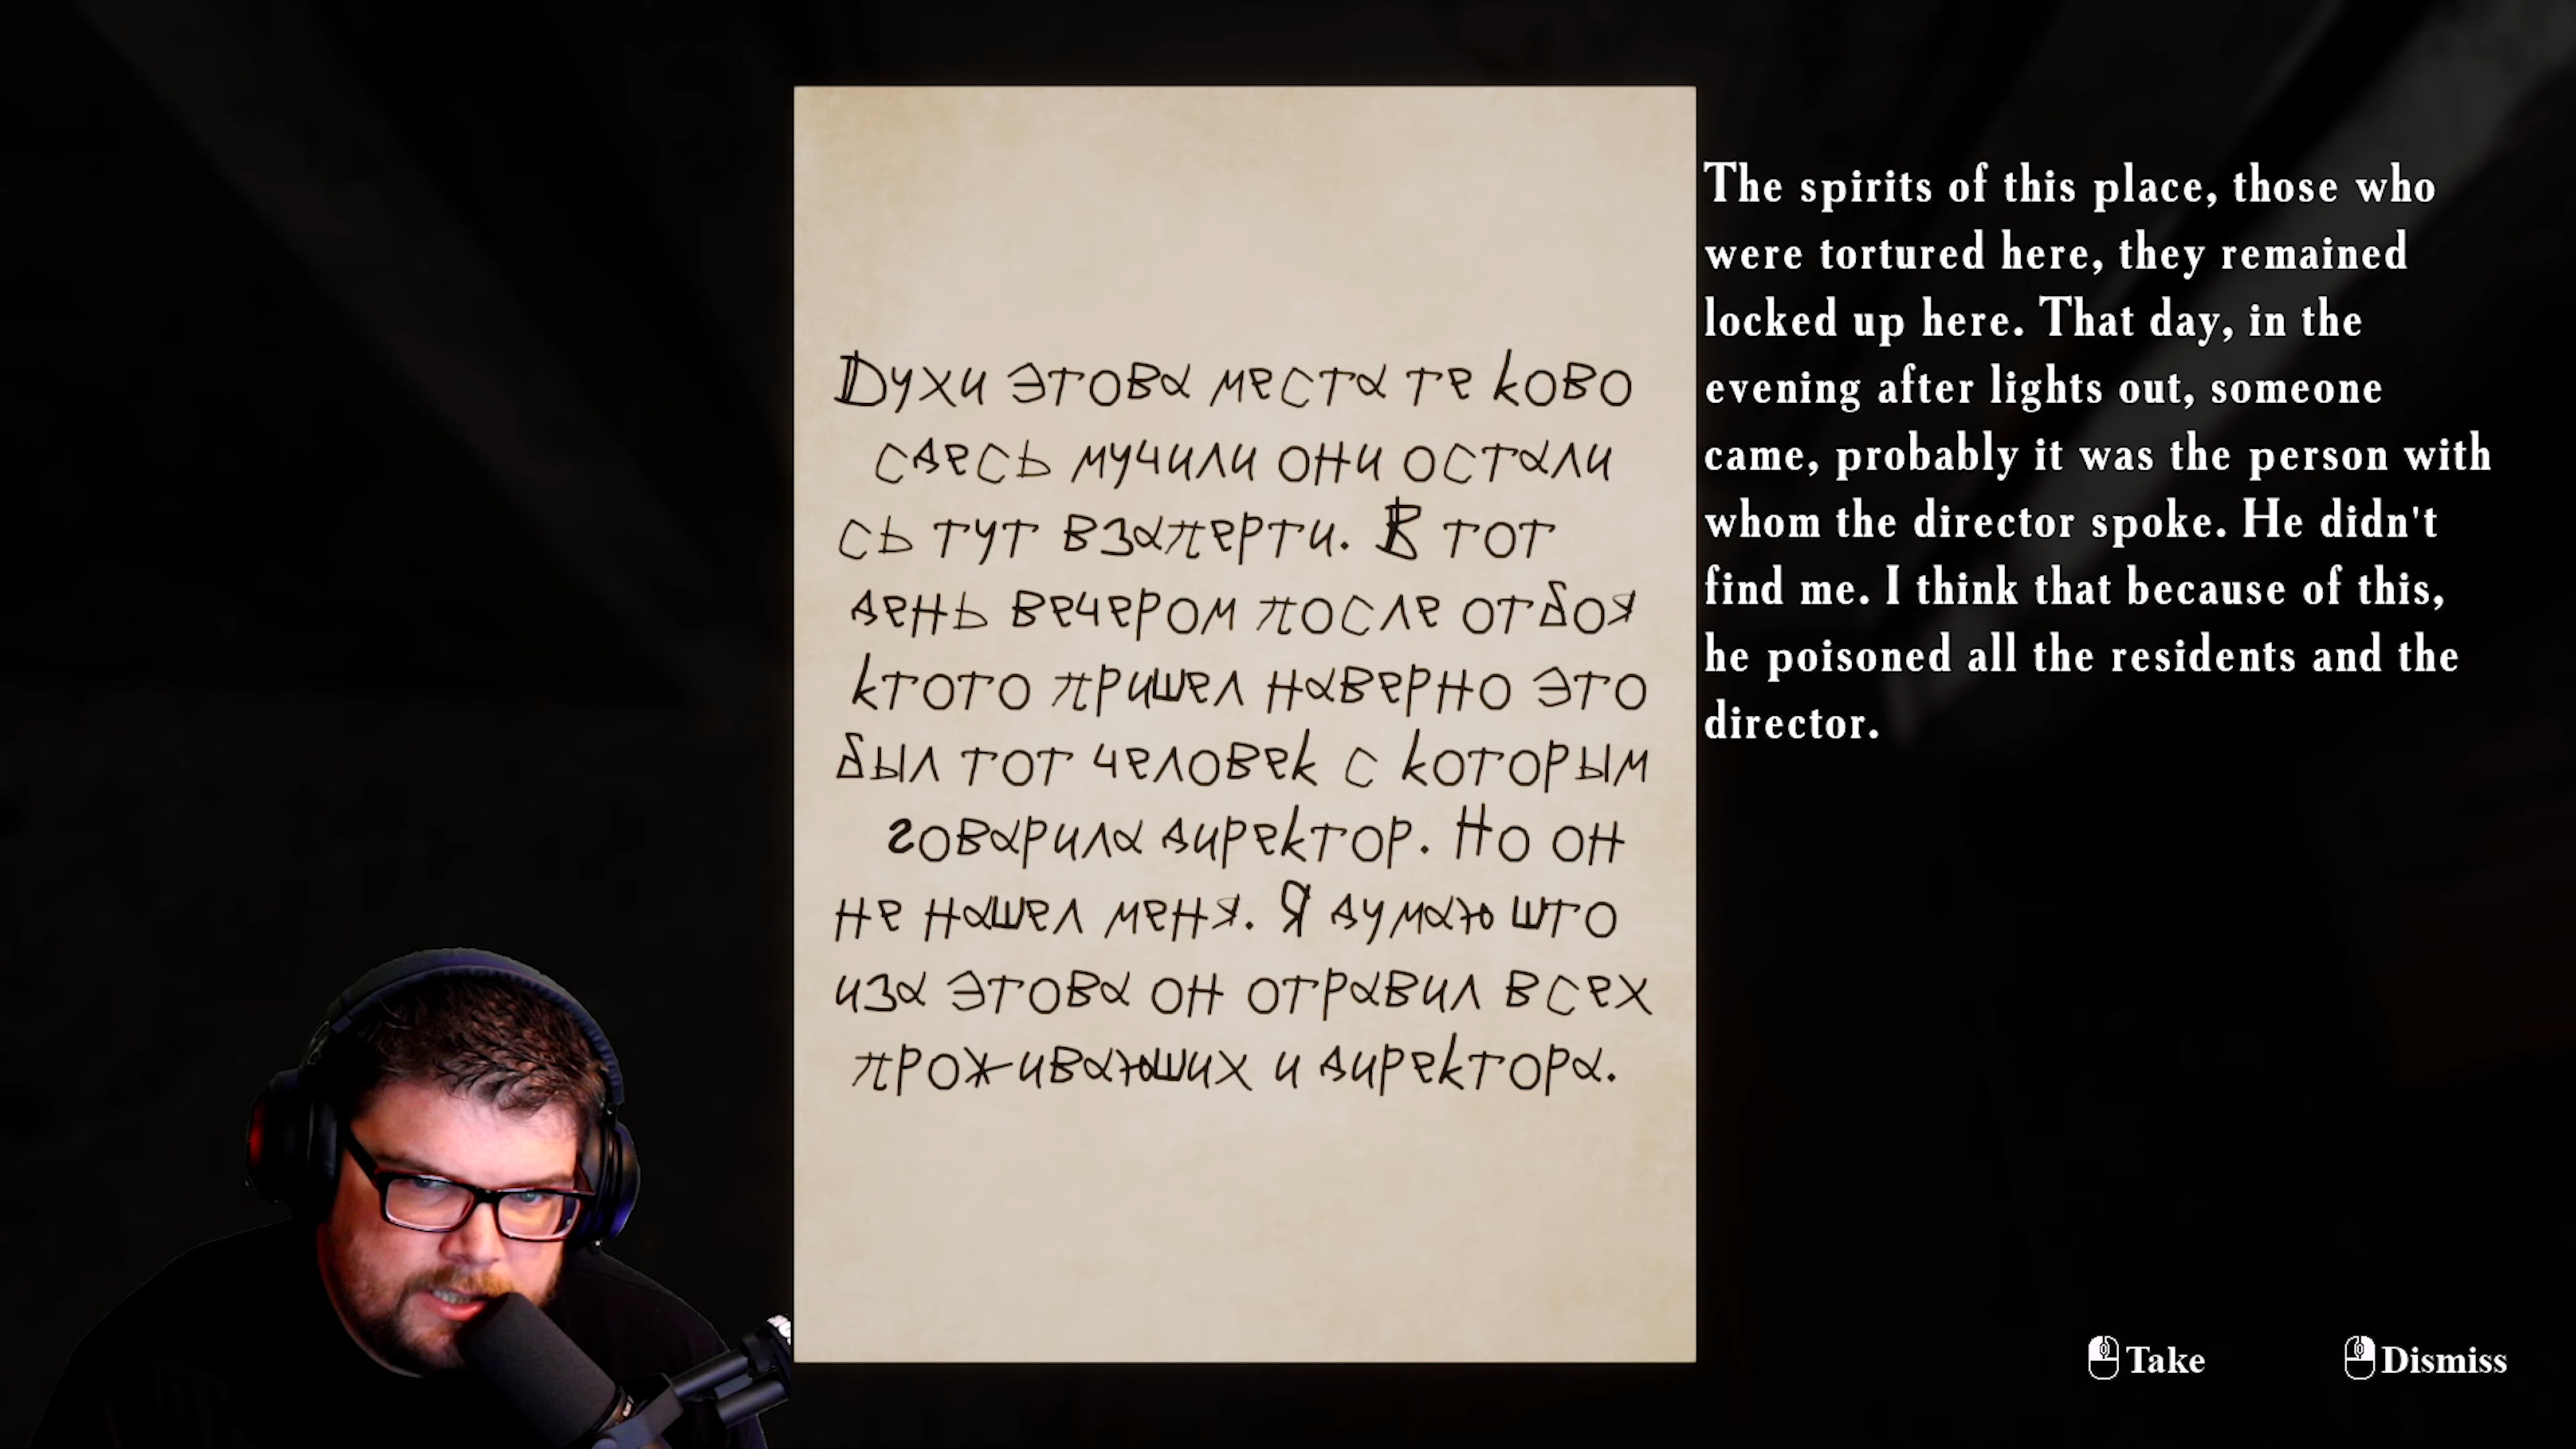 Духи этова места те ково
сдесь мучили они остали
сь тут взаперти. В тот
день вечером после отбоя
ктото пришел наверно это
был тот человек с которым
говарила директор. Но он
не нашел меня. Я думаю што
иза этова он отравил всех
проживаюших и директора.
The spirits of this place, those who
were tortured here, they remained
locked up here. That day, in the
evening after lights out, someone
came, probably it was the person with
whom the director spoke. He didn't
find me. I think that because of this,
he poisoned all the residents and the
director.
Take
Dismiss